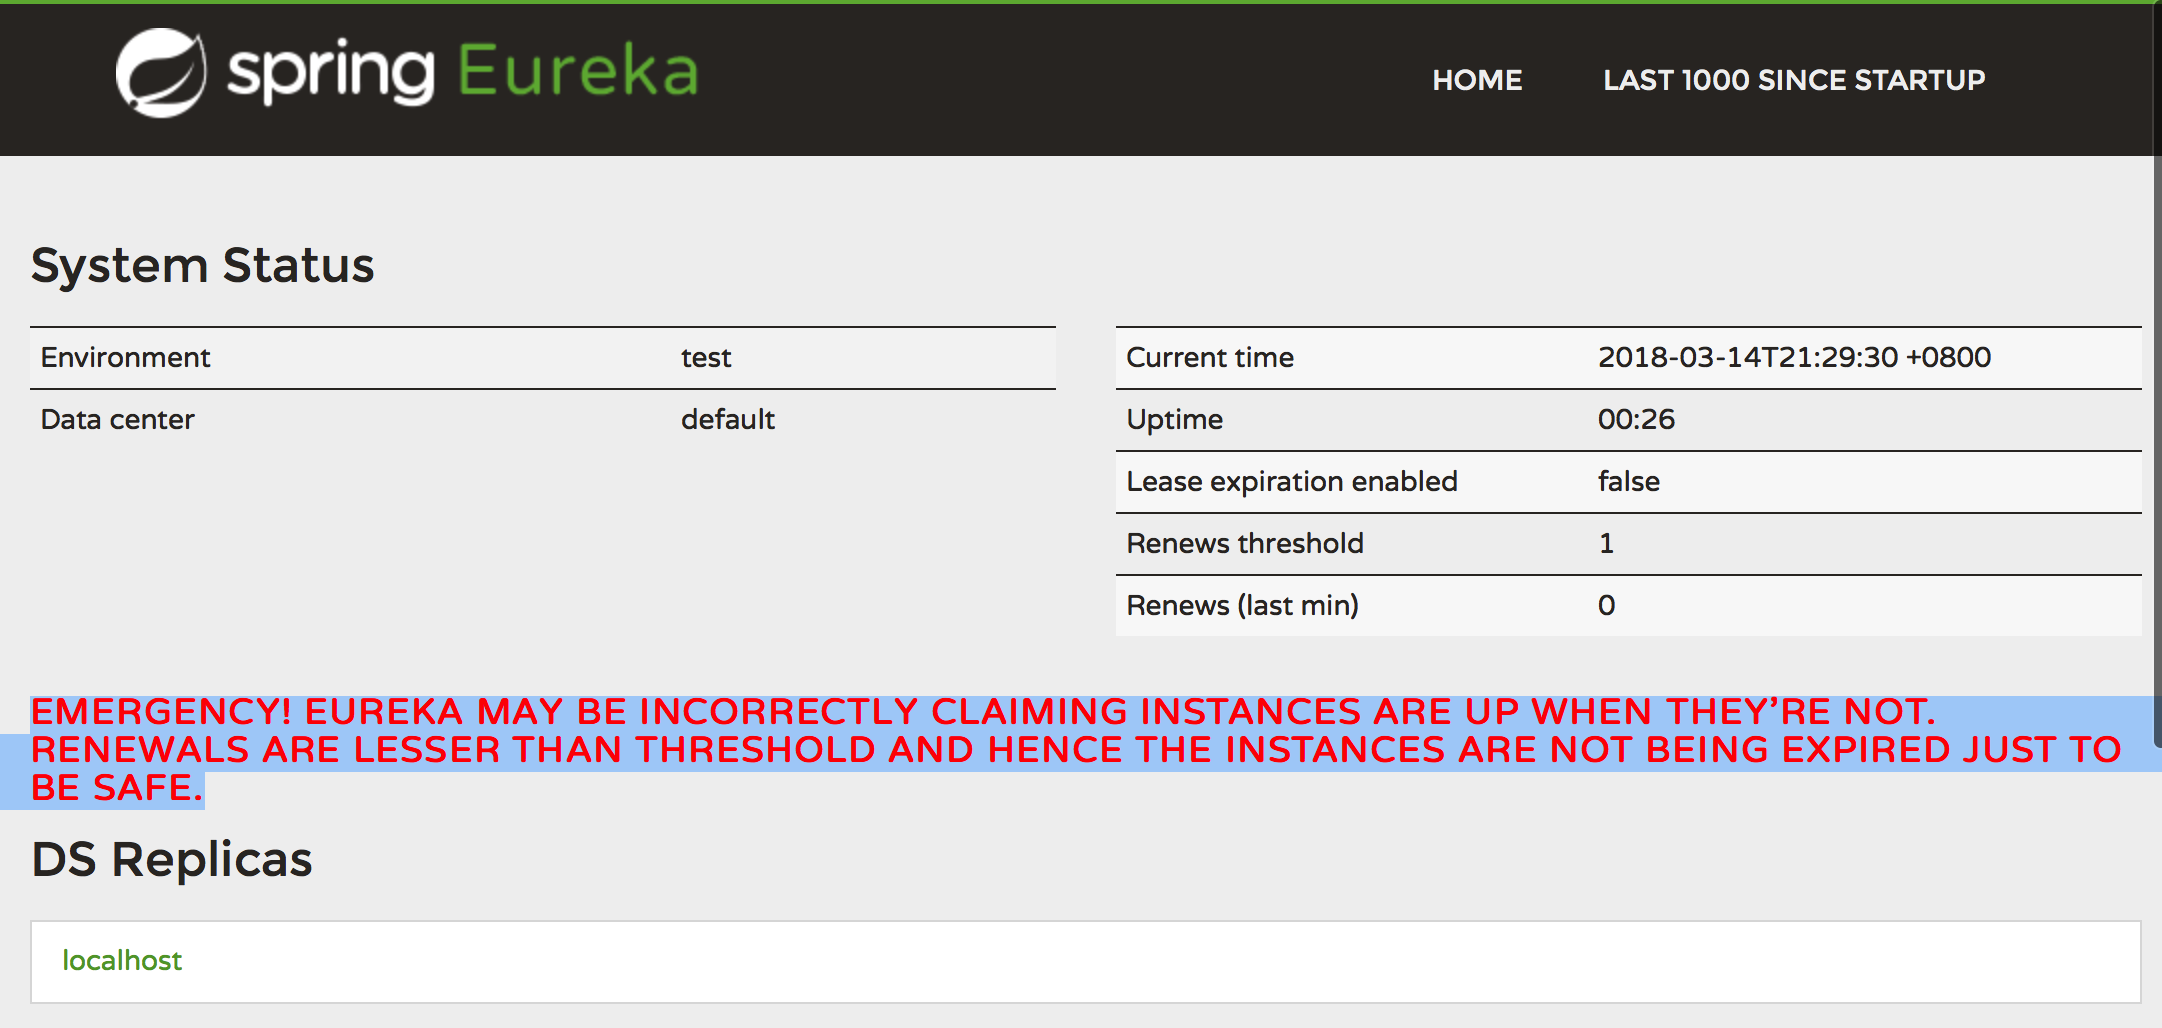 spring Eureka
HOME LAST 1000 SINCE STARTUP
System Status
Environment test
Data center default
Current time 2018-03-14T21:29:30 +0800
Uptime 00:26
Lease expiration enabled false
Renews threshold 1
Renews (last min) 0
EMERGENCY! EUREKA MAY BE INCORRECTLY CLAIMING INSTANCES ARE UP WHEN THEY’RE NOT.
RENEWALS ARE LESSER THAN THRESHOLD AND HENCE THE INSTANCES ARE NOT BEING EXPIRED JUST TO
BE SAFE.
DS Replicas
localhost